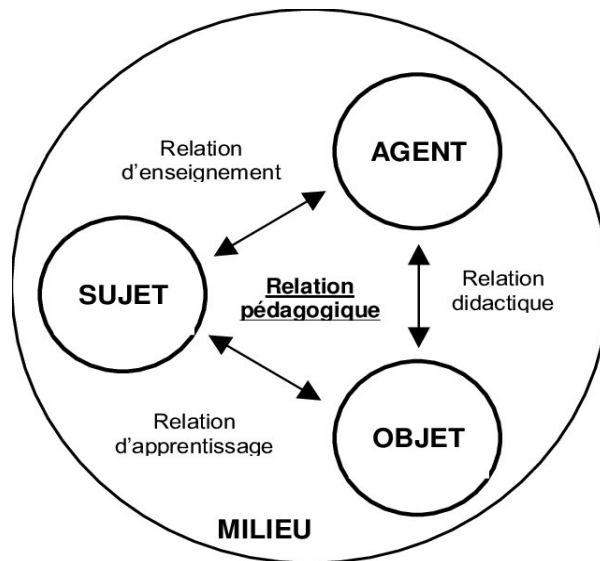 AGENT
Relation
d'enseignement
SUJET
Relation
pédagogique
Relation
didactique
Relation
d'apprentissage
OBJET
MILIEU